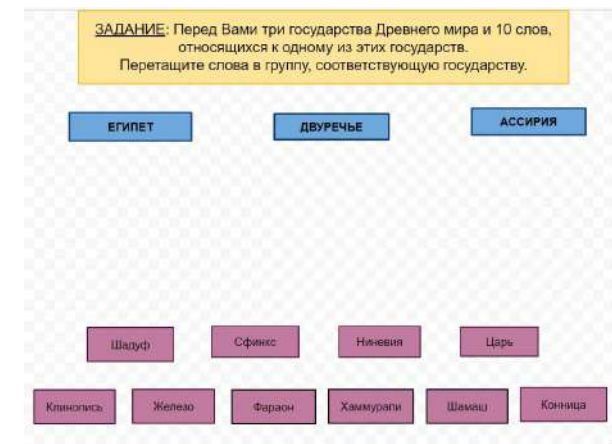 ЗАДАНИЕ: Перед Вами три государства Древнего мира и 10 слов,
относящихся к одному из этих государств.
Перетащите слова в группу, соответствующую государству.
ЕГИПЕТ ДВУРЕЧЬЕ АССИРИЯ
Шадуф Сфинкс Ниневия Царь
Клинопись Железо Фараон Хаммурапи Шамаш Конница